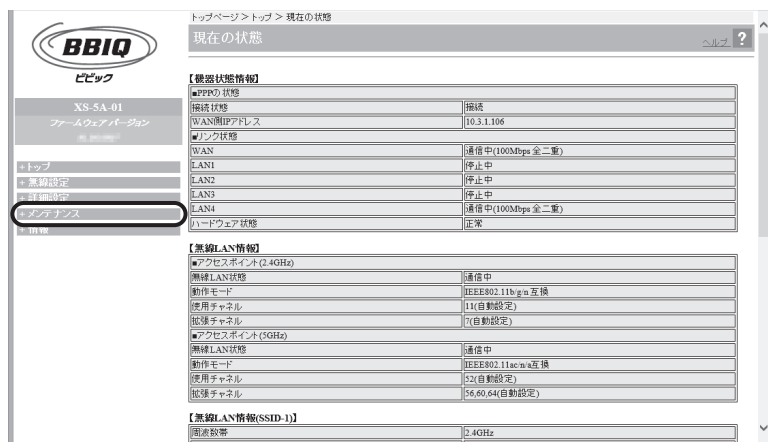 トップページ > トップ > 現在の状態
BBIQ
ビビック
現在の状態
ヘルプ ?
XS-5A-01
ファームウェアバージョン
+トップ
+ 無線設定
+ 詳細設定
+ メンテナンス
+ 情報
【機器状態情報】
■PPPの状態
接続状態 接続
WAN側IPアドレス 10.3.1.106
■リンク状態
WAN 通信中(100Mbps 全二重)
LAN1 停止中
LAN2 停止中
LAN3 停止中
LAN4 通信中(100Mbps 全二重)
ハードウェア状態 正常
【無線LAN情報】
■アクセスポイント(2.4GHz)
無線LAN状態 通信中
動作モード IEEE802.11b/g/n 互換
使用チャネル 11(自動設定)
拡張チャネル 7(自動設定)
■アクセスポイント(5GHz)
無線LAN状態 通信中
動作モード IEEE802.11ac/n/a互換
使用チャネル 52(自動設定)
拡張チャネル 56,60,64(自動設定)
【無線LAN情報(SSID-1)】
周波数帯 2.4GHz